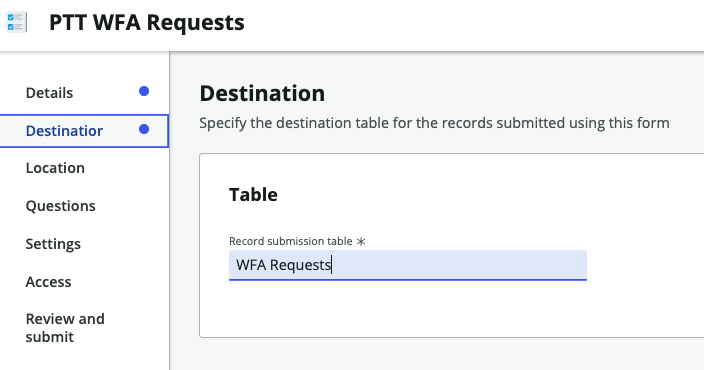 PTT WFA Requests
Details
Destination
Location
Questions
Settings
Access
Review and
submit
Destination
Specify the destination table for the records submitted using this form
Table
Record submission table *
WFA Requests